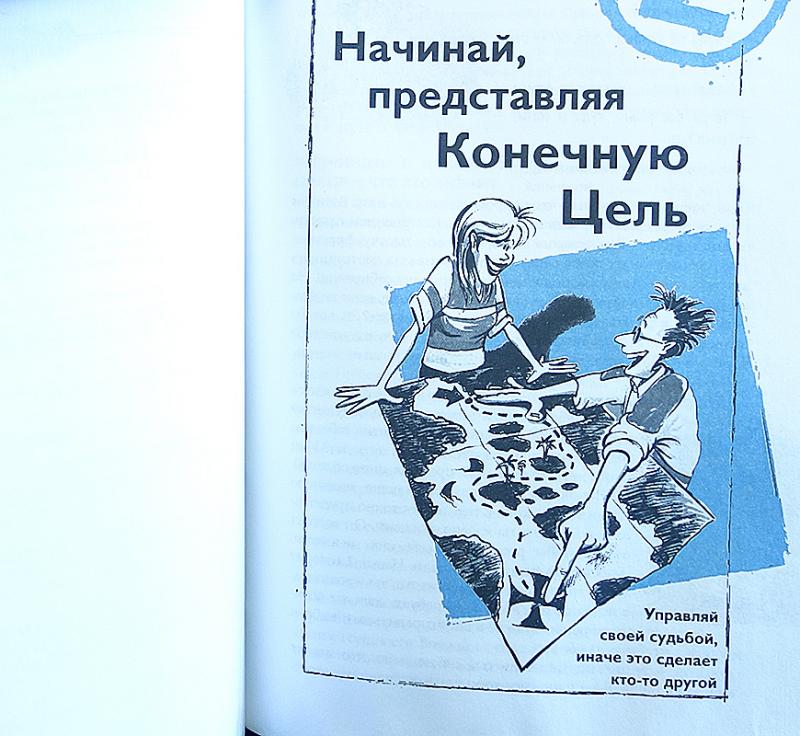 Начинай,
представляя
Конечную
Цель
Управляй
своей судьбой,
иначе это сделает
кто-то другой